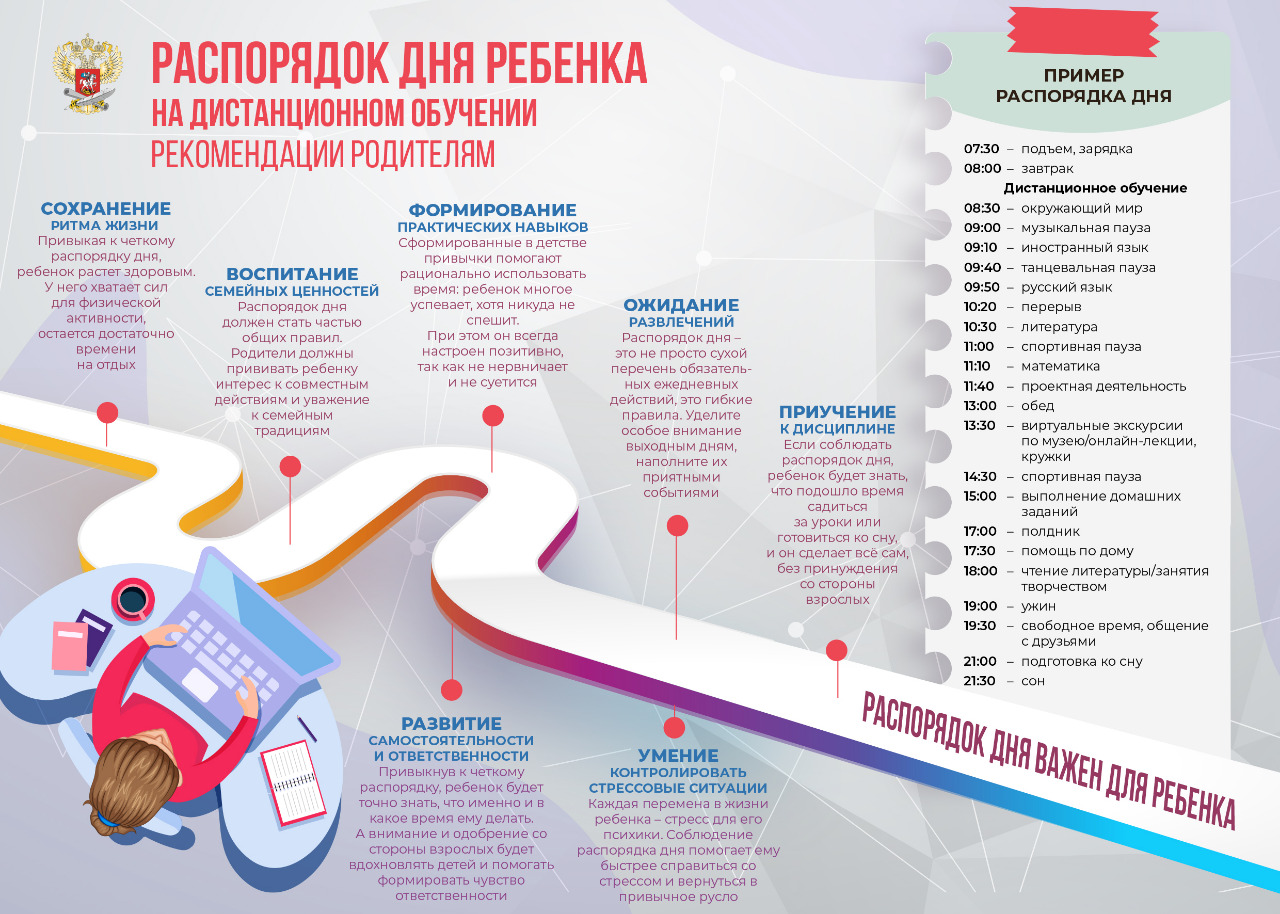 РАСПОРЯДОК ДНЯ РЕБЕНКА
НА ДИСТАНЦИОННОМ ОБУЧЕНИИ
РЕКОМЕНДАЦИИ РОДИТЕЛЯМ
СОХРАНЕНИЕ
РИТМА ЖИЗНИ
Привыкая к четкому
распорядку дня,
ребенок растет здоровым.
У него хватает сил
для физической
активности,
остается достаточно
времени
на отдых
ВОСПИТАНИЕ
СЕМЕЙНЫХ ЦЕННОСТЕЙ
Распорядок дня
должен стать частью
общих правил.
Родители должны
прививать ребенку
интерес к совместным
действиям и уважение
к семейным
традициям
ФОРМИРОВАНИЕ
ПРАКТИЧЕСКИХ НАВЫКОВ
Сформированные в детстве
привычки помогают
рационально использовать
время: ребенок многое
успевает, хотя никуда не
спешит.
При этом он всегда
настроен позитивно,
так как не нервничает
и не суетится
ОЖИДАНИЕ
РАЗВЛЕЧЕНИЙ
Распорядок дня –
это не просто сухой
перечень обязатель-
ных ежедневных
действий, это гибкие
правила. Уделите
особое внимание
выходным дням,
наполните их
приятными
событиями
ПРИУЧЕНИЕ
К ДИСЦИПЛИНЕ
Если соблюдать
распорядок дня,
ребенок будет знать,
что подошло время
садиться
за уроки или
готовиться ко сну,
и он сделает всё сам,
без принуждения
со стороны
взрослых
РАЗВИТИЕ
САМОСТОЯТЕЛЬНОСТИ
И ОТВЕТСТВЕННОСТИ
Привыкнув к четкому
распорядку, ребенок будет
точно знать, что именно и в
какое время ему делать.
А внимание и одобрение со
стороны взрослых будет
вдохновлять детей и помогать
формировать чувство
ответственности
УМЕНИЕ
КОНТРОЛИРОВАТЬ
СТРЕССОВЫЕ СИТУАЦИИ
Каждая перемена в жизни
ребенка – стресс для его
психики. Соблюдение
распорядка дня помогает ему
быстрее справиться со
стрессом и вернуться в
привычное русло
ПРИМЕР
РАСПОРЯДКА ДНЯ
07:30 – подъем, зарядка
08:00 – завтрак
Дистанционное обучение
08:30 – окружающий мир
09:00 – музыкальная пауза
09:10 – иностранный язык
09:40 – танцевальная пауза
09:50 – русский язык
10:20 – перерыв
10:30 – литература
11:00 – спортивная пауза
11:10 – математика
11:40 – проектная деятельность
13:00 – обед
13:30 – виртуальные экскурсии
по музею/онлайн-лекции,
кружки
14:30 – спортивная пауза
15:00 – выполнение домашних
заданий
17:00 – полдник
17:30 – помощь по дому
18:00 – чтение литературы/занятия
творчеством
19:00 – ужин
19:30 – свободное время, общение
с друзьями
21:00 – подготовка ко сну
21:30 – сон
РАСПОРЯДОК ДНЯ ВАЖЕН ДЛЯ РЕБЕНКА